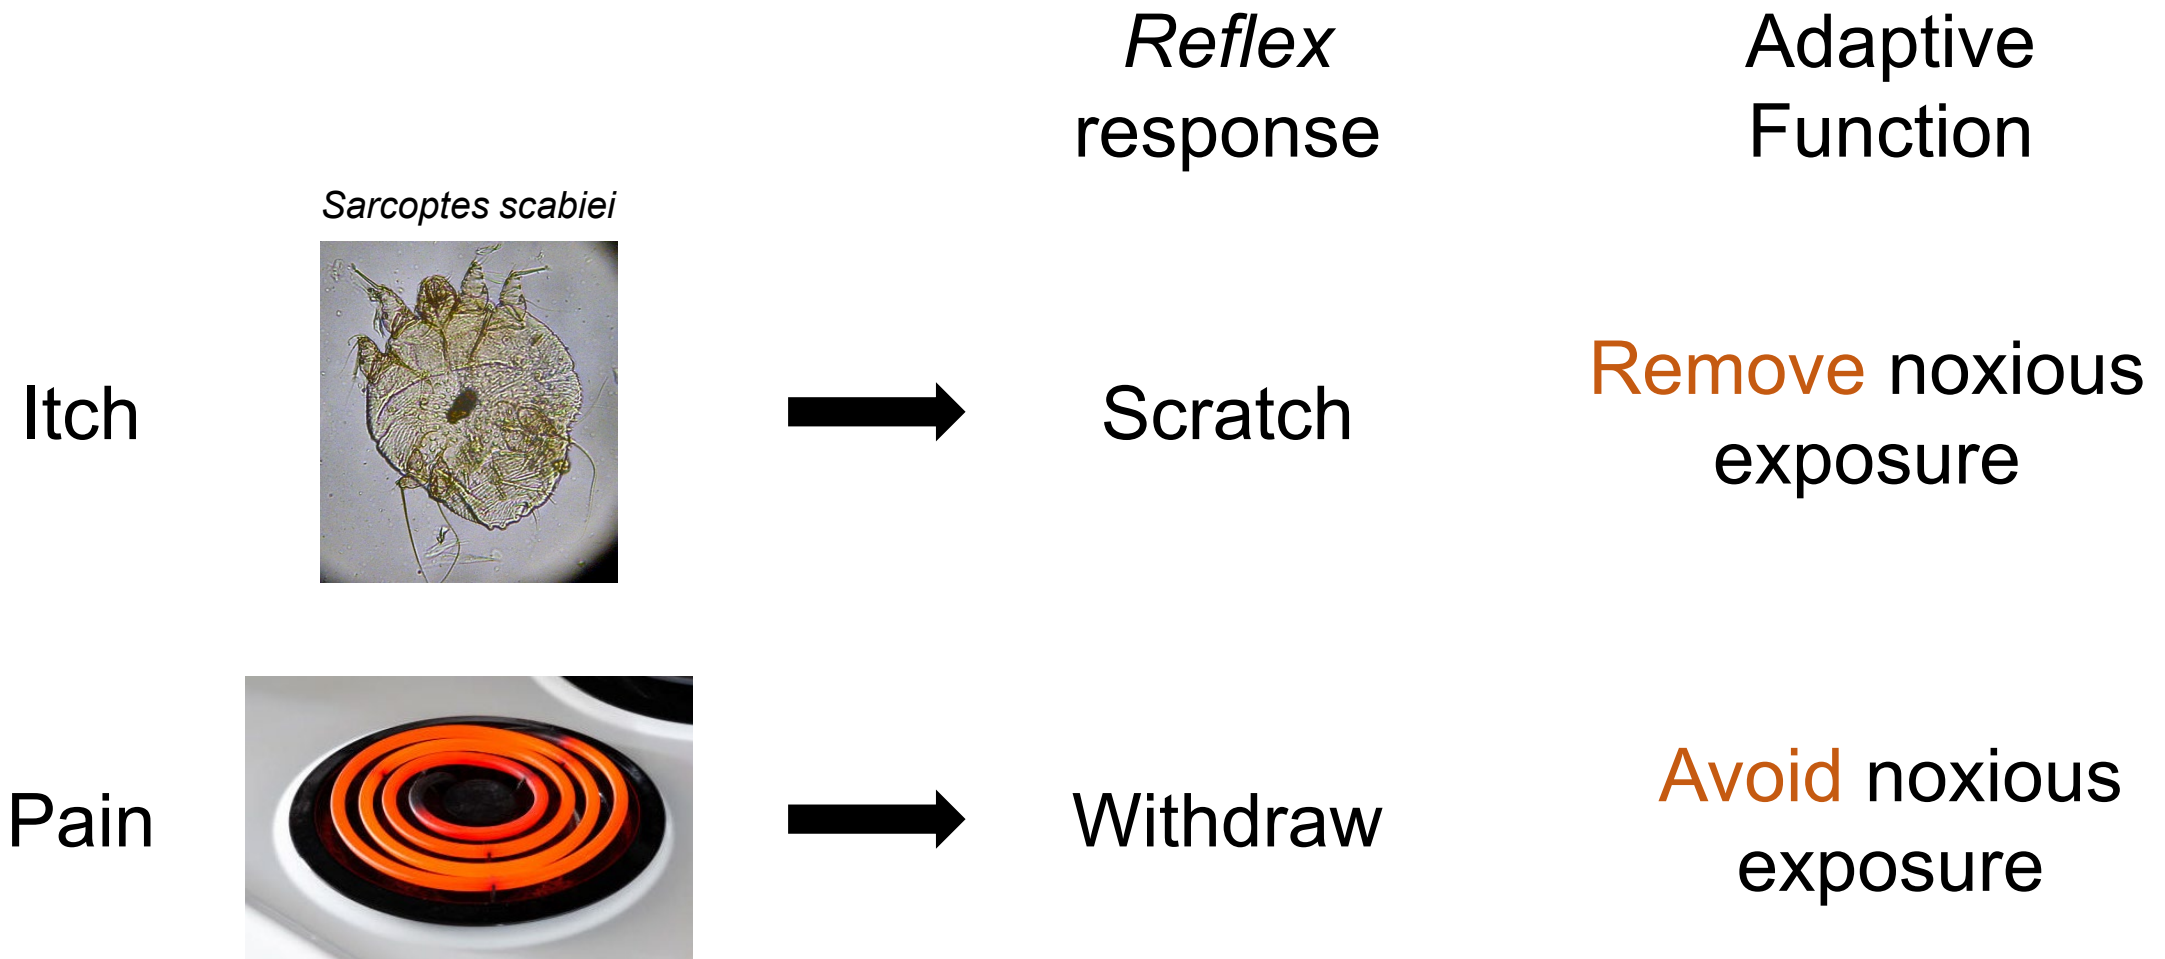 Reflex
response
Adaptive
Function
Sarcoptes scabiei
Itch
Scratch
Remove noxious
exposure
Pain
Withdraw
Avoid noxious
exposure